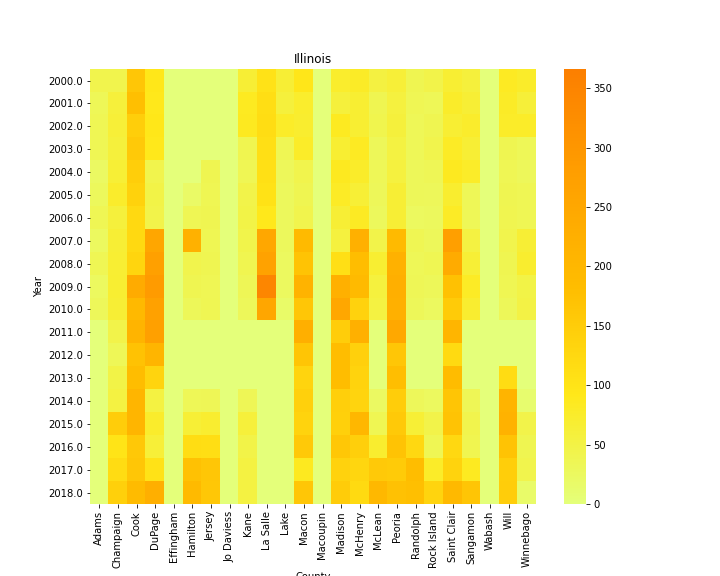 Illinois
Year
2000.0
2001.0
2002.0
2003.0
2004.0
2005.0
2006.0
2007.0
2008.0
2009.0
2010.0
2011.0
2012.0
2013.0
2014.0
2015.0
2016.0
2017.0
2018.0
350
300
250
200
150
100
50
0
Adams
Champaign
Cook
DuPage
Effingham
Hamilton
Jersey
Jo Daviess
Kane
La Salle
Lake
Macon
Macoupin
Madison
McHenry
McLean
Peoria
Randolph
Rock Island
Saint Clair
Sangamon
Wabash
Will
Winnebago
County